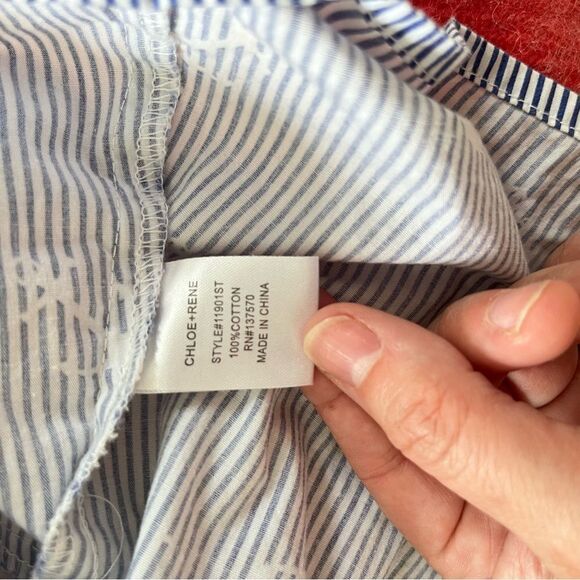 CHLOE+RENE
STYLE#11901ST
100%COTTON
RN#137570
MADE IN CHINA